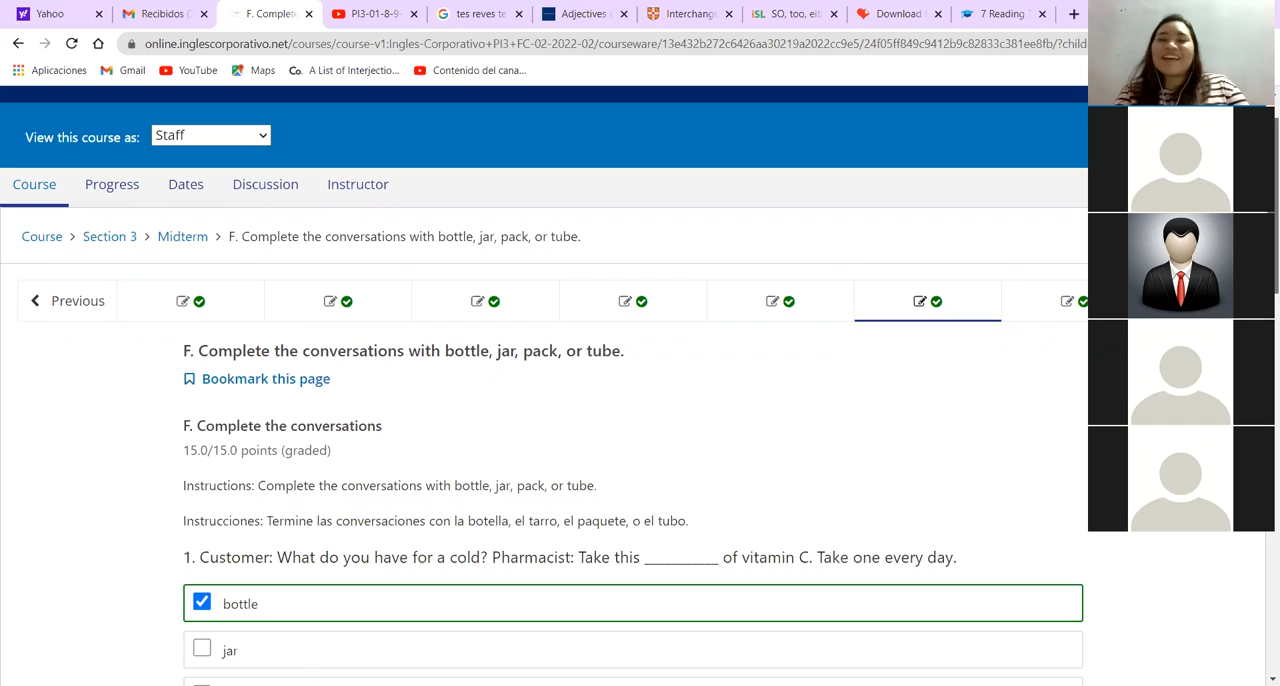 Yahoo
Recibidos (
F. Complete
PI3-01-8-9-
tes reves te
Adjectives
Interchang
SO, too, eith
Download
7 Reading T
online.inglescorporativo.net/courses/course-v1:Ingles-Corporativo+PI3+FC-02-2022-02/courseware/13e432b272c6426aa30219a2022cc9e5/24f05ff849c9412b9c82833c381ee8fb/?child
Aplicaciones
Gmail
YouTube
Maps
Co. A List of Interjectio...
Contenido del cana...
View this course as: Staff
Course Progress Dates Discussion Instructor
Course > Section 3 > Midterm > F. Complete the conversations with bottle, jar, pack, or tube.
Previous
F. Complete the conversations with bottle, jar, pack, or tube.
Bookmark this page
F. Complete the conversations
15.0/15.0 points (graded)
Instructions: Complete the conversations with bottle, jar, pack, or tube.
Instrucciones: Termine las conversaciones con la botella, el tarro, el paquete, o el tubo.
1. Customer: What do you have for a cold? Pharmacist: Take this _________ of vitamin C. Take one every day.
bottle
jar